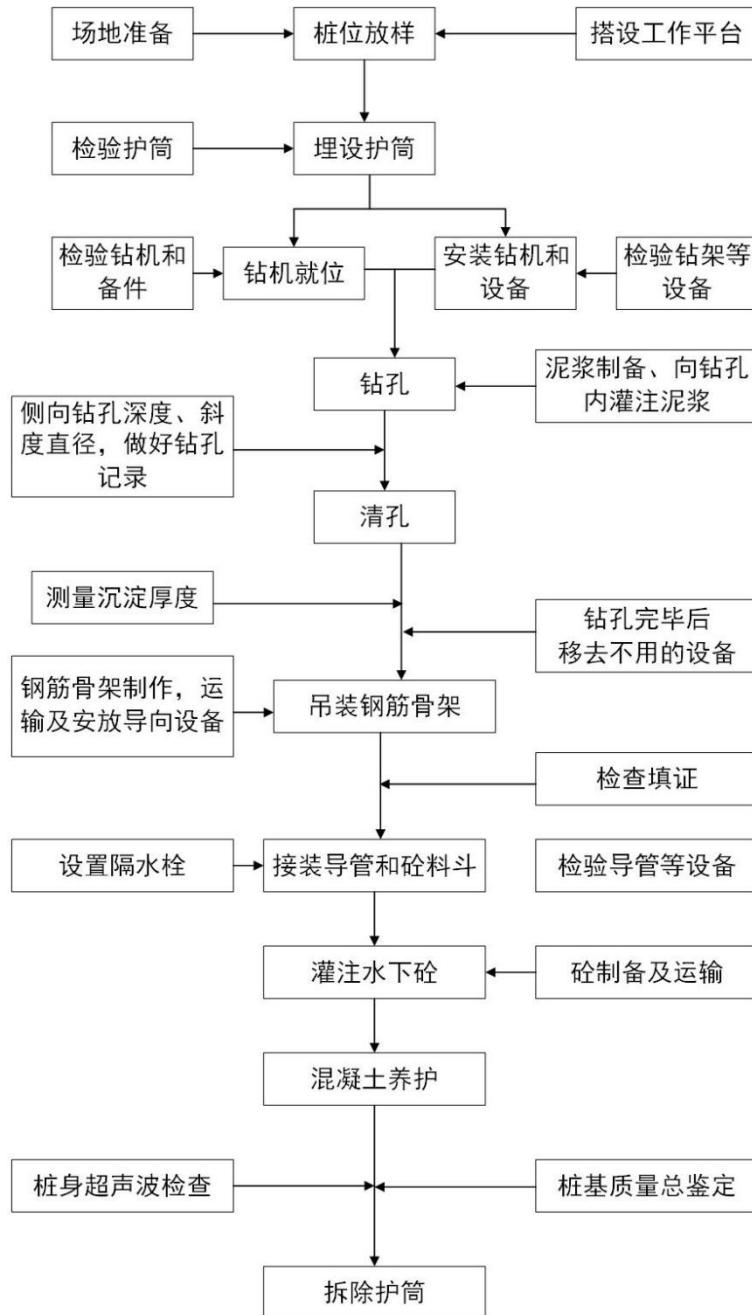 场地准备
桩位放样
搭设工作平台
检验护筒
埋设护筒
检验钻机和
备件
钻机就位
安装钻机和
设备
检验钻架等
设备
钻孔
泥浆制备、向钻孔
内灌注泥浆
侧向钻孔深度、斜
度直径，做好钻孔
记录
清孔
测量沉淀厚度
钻孔完毕后
移去不用的设备
钢筋骨架制作，运
输及安放导向设备
吊装钢筋骨架
检查填证
设置隔水栓
接装导管和砼料斗
检验导管等设备
灌注水下砼
砼制备及运输
混凝土养护
桩身超声波检查
桩基质量总鉴定
拆除护筒